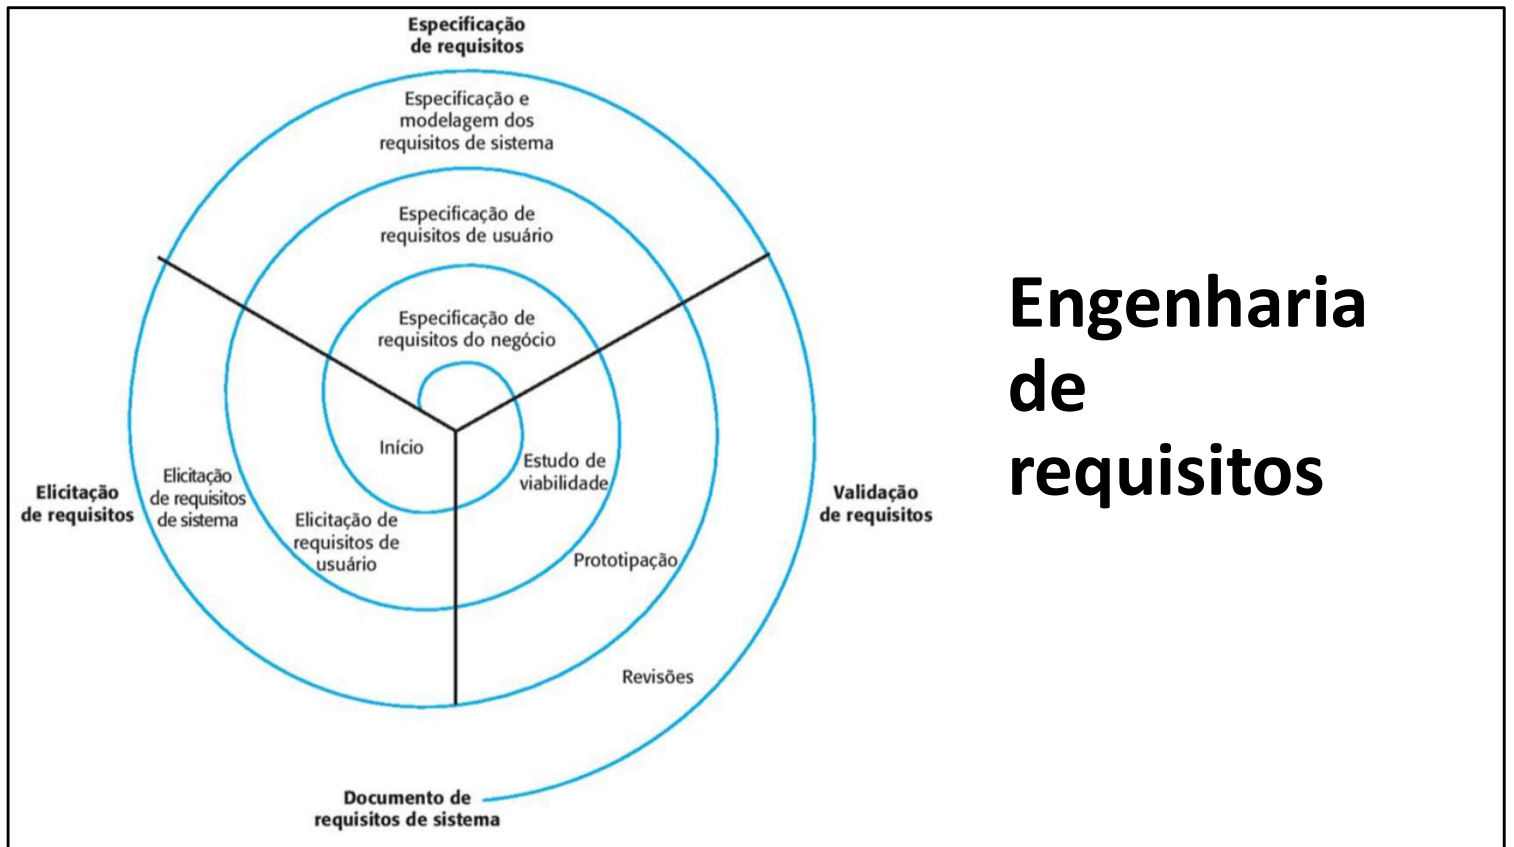 Especificação
de requisitos
Especificação e
modelagem dos
requisitos de sistema
Especificação de
requisitos de usuário
Especificação de
requisitos do negócio
Início
Estudo de
viabilidade
Elicitação
de requisitos
de sistema
Elicitação
de requisitos
Elicitação de
requisitos de
usuário
Prototipação
Validação
de requisitos
Revisões
Documento de
requisitos de sistema
Engenharia
de
requisitos